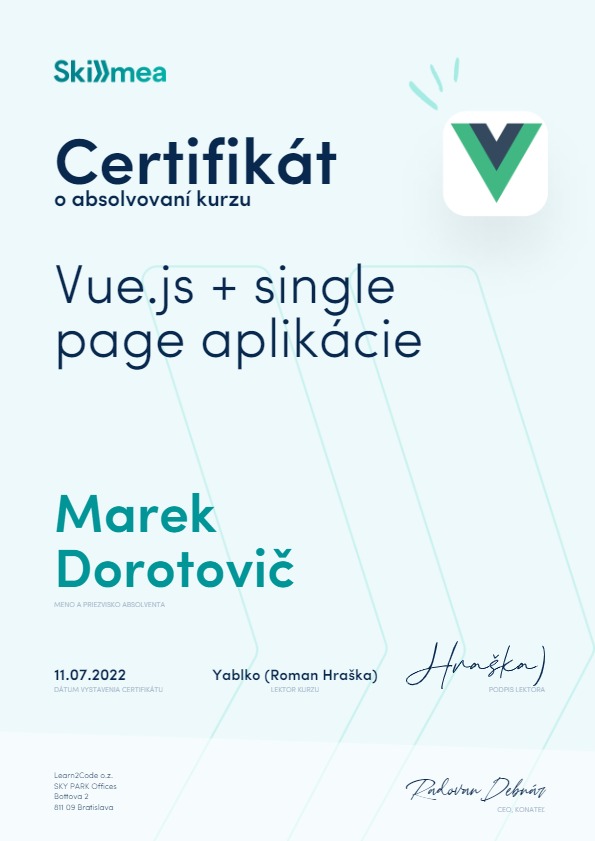 Skillmea
Certifikát
o absolvovaní kurzu
Vue.js + single
page aplikácie
Marek
Dorotovič
MENO A PRIEZVISKO ABSOLVENTA
11.07.2022
DÁTUM VYSTAVENIA CERTIFIKÁTU
Yablko (Roman Hraška)
LEKTOR KURZU
Hraška)
PODPIS LEKTORA
Learn2Code o.z.
SKY PARK Offices
Bottova 2
811 09 Bratislava
Radovan Debnár
CEO, KONATEĽ